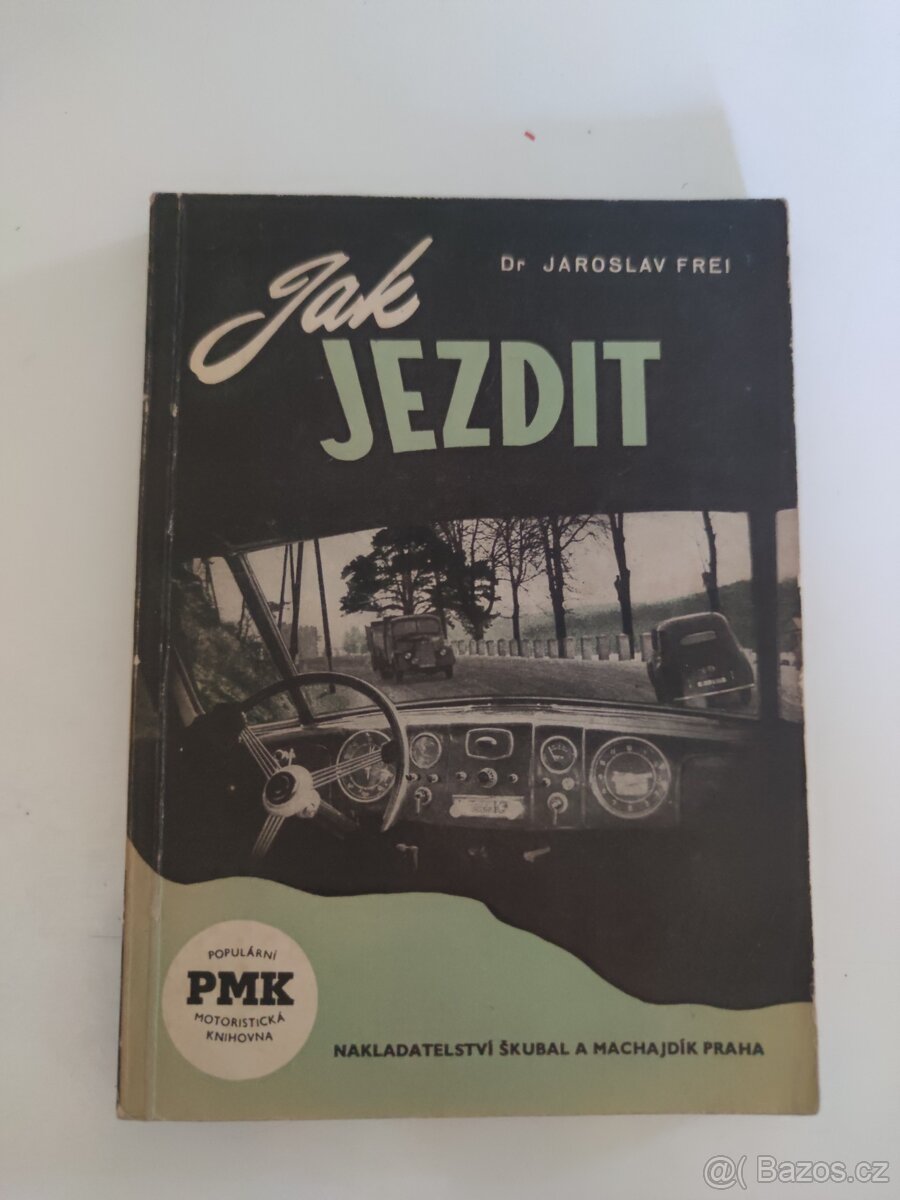 Dr JAROSLAV FREI
Jak
JEZDIT
POPULÁRNÍ
PMK
MOTORISTICKÁ
KNIHOVNA
NAKLADATELSTVÍ ŠKUBAL A MACHAJDÍK PRAHA
@( Bazos.cz